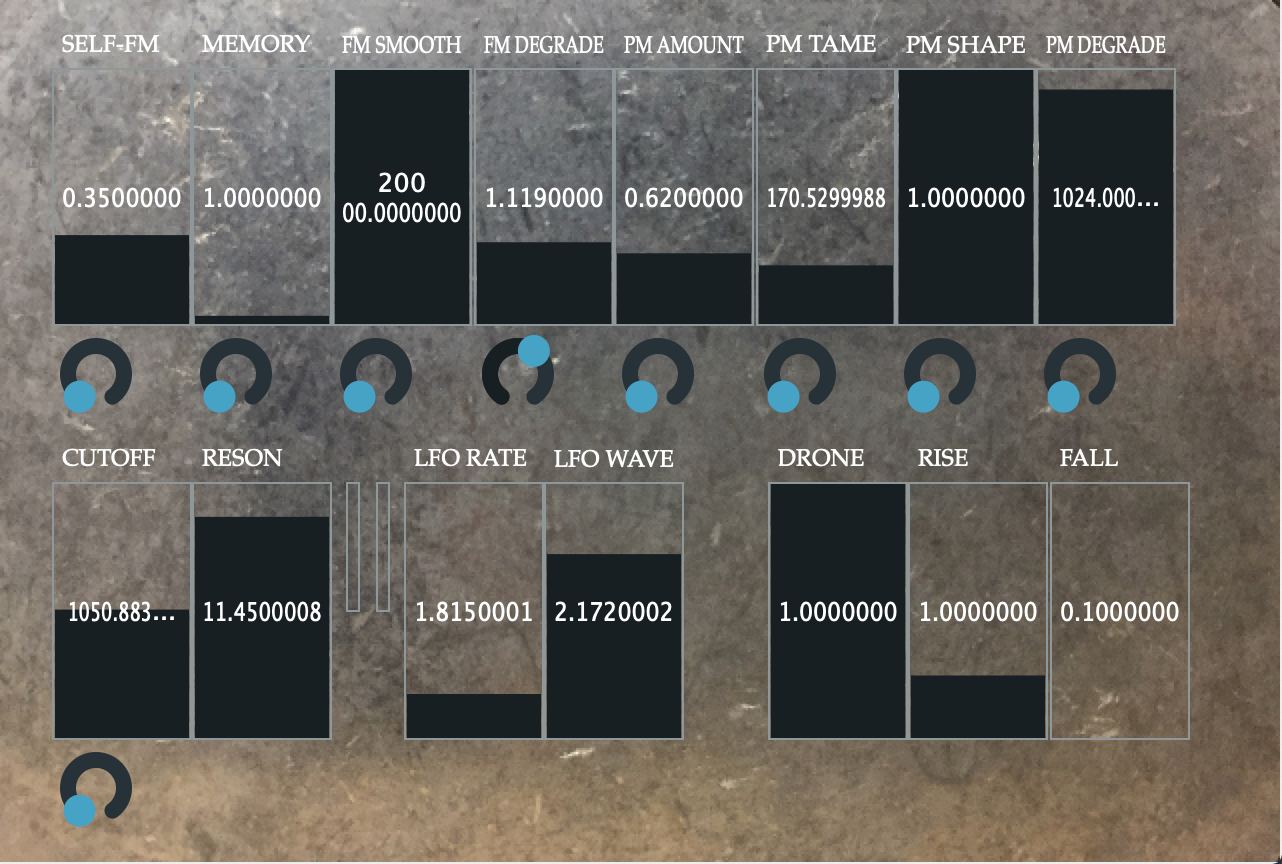 SELF-FM MEMORY FM SMOOTH FM DEGRADE PM AMOUNT PM TAME PM SHAPE PM DEGRADE
0.3500000 1.0000000 200 1.1190000 0.6200000 170.5299988 1.0000000 1024.000...
00.0000000
CUTOFF RESON LFO RATE LFO WAVE DRONE RISE FALL
1050.883... 11.4500008 1.8150001 2.1720002 1.0000000 1.0000000 0.1000000